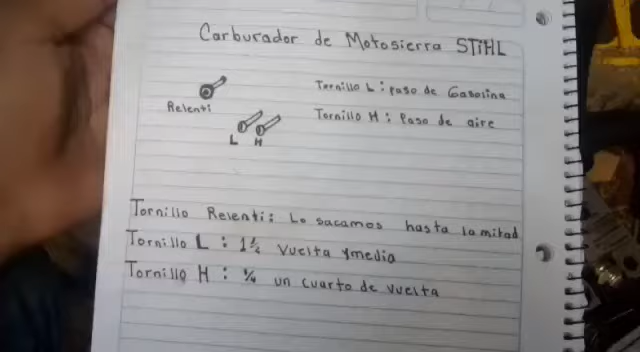 Carburador de Motosierra STIHL
Tornillo L : paso de Gasolina
Relenti
Tornillo H : Paso de aire
L H
Tornillo Relenti: Lo sacamos hasta la mitad
Tornillo L : 1½ vuelta y media
Tornillo H : ¼ un cuarto de vuelta